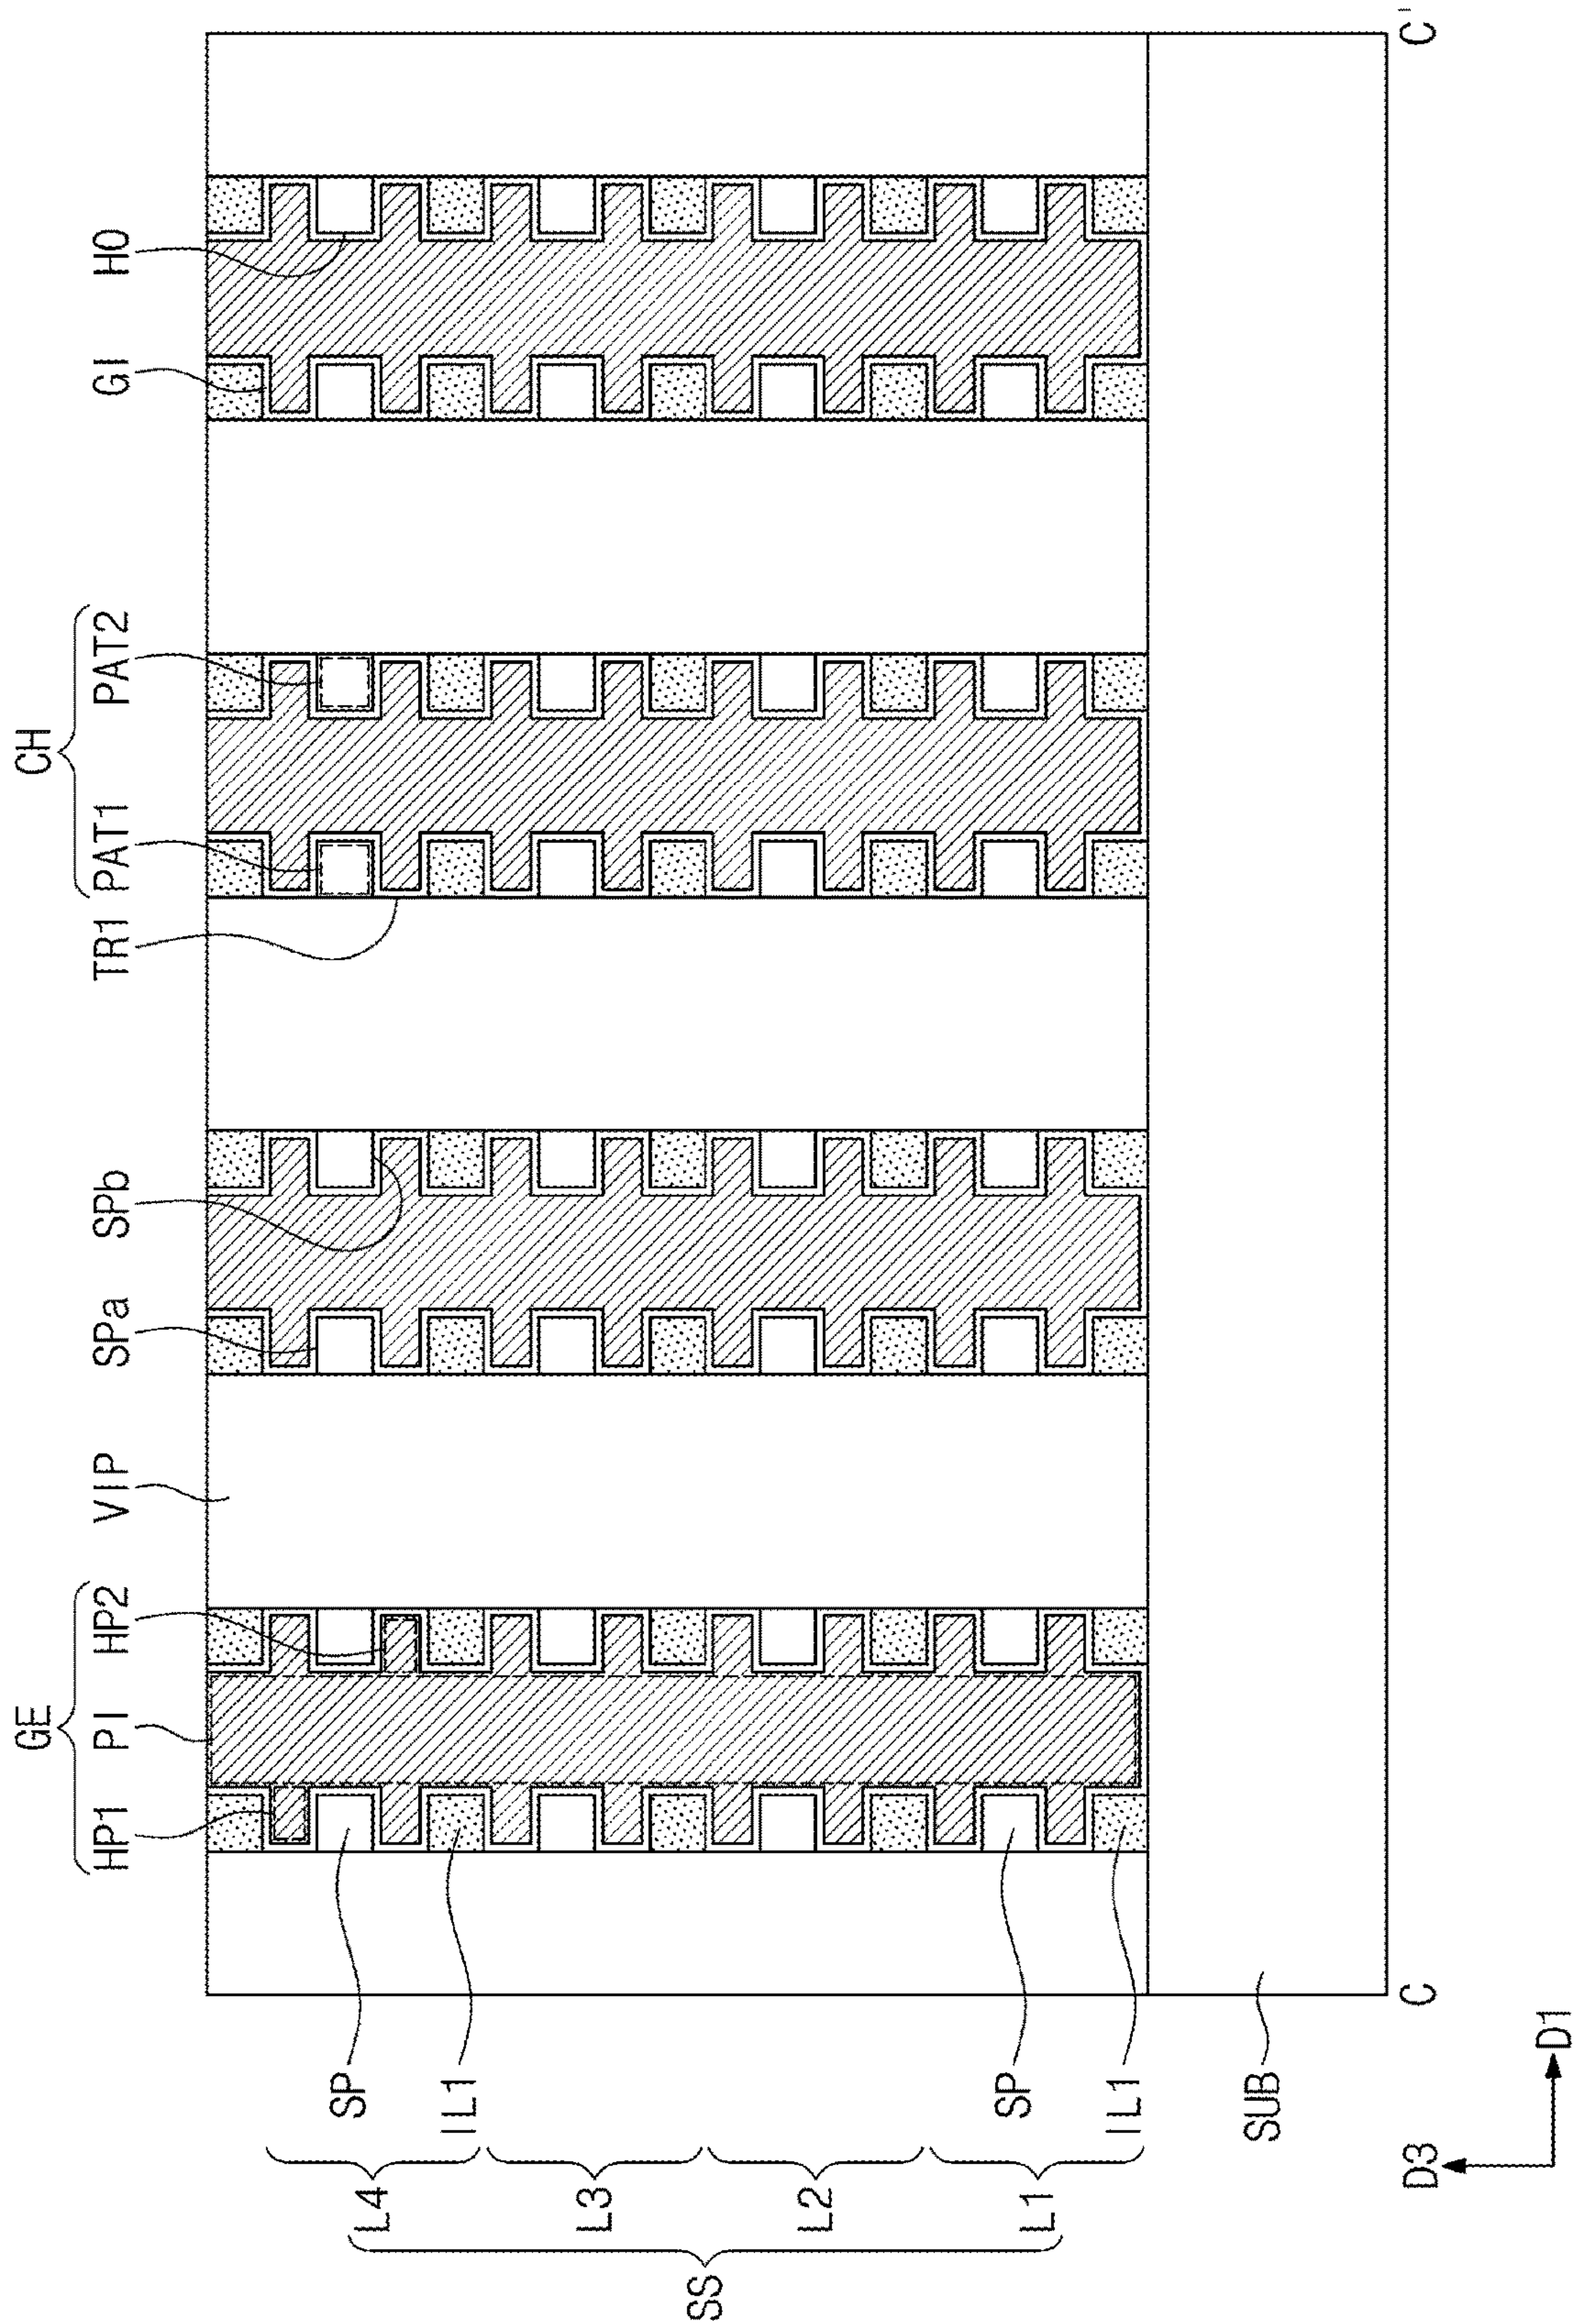 GE CH
HP1 PI HP2 VIP SPa SPb TR1 PAT1 PAT2 GI HO
L4 SP
IL1
L3
SS
L2
L1 SP
IL1
SUB
C C'
D3
D1